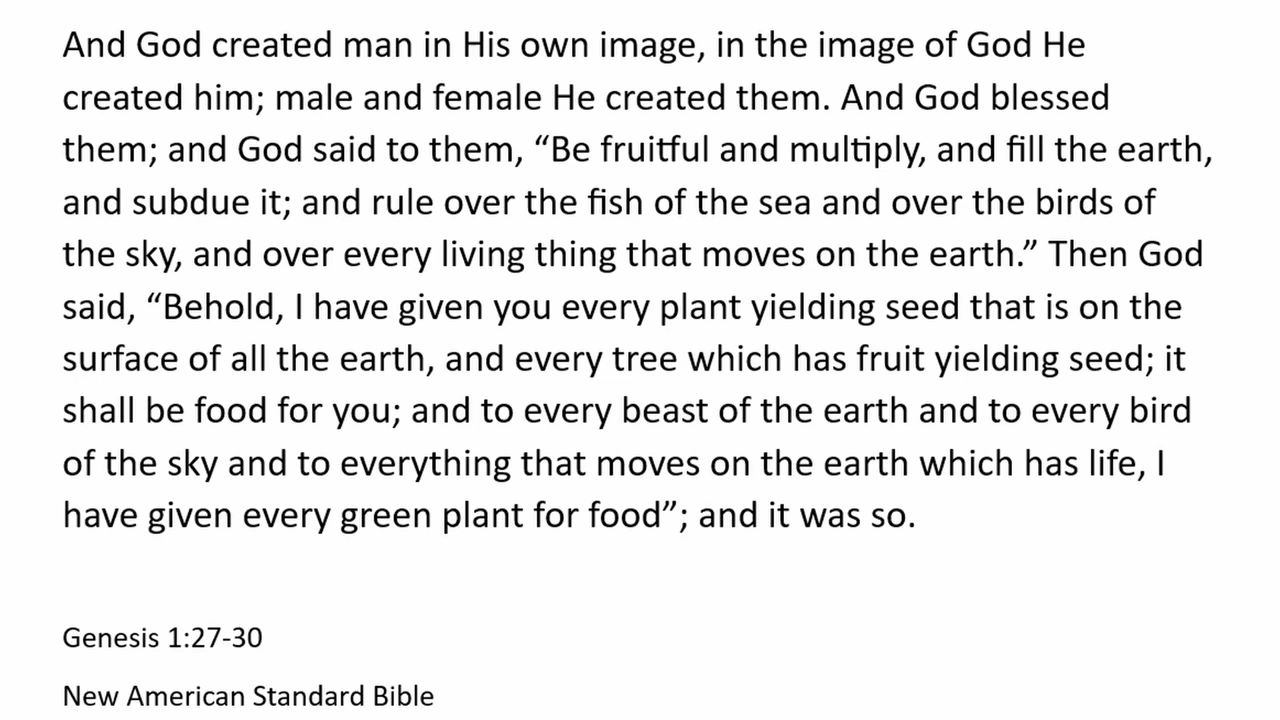 And God created man in His own image, in the image of God He
created him; male and female He created them. And God blessed
them; and God said to them, “Be fruitful and multiply, and fill the earth,
and subdue it; and rule over the fish of the sea and over the birds of
the sky, and over every living thing that moves on the earth.” Then God
said, “Behold, I have given you every plant yielding seed that is on the
surface of all the earth, and every tree which has fruit yielding seed; it
shall be food for you; and to every beast of the earth and to every bird
of the sky and to everything that moves on the earth which has life, I
have given every green plant for food”; and it was so.
Genesis 1:27-30
New American Standard Bible